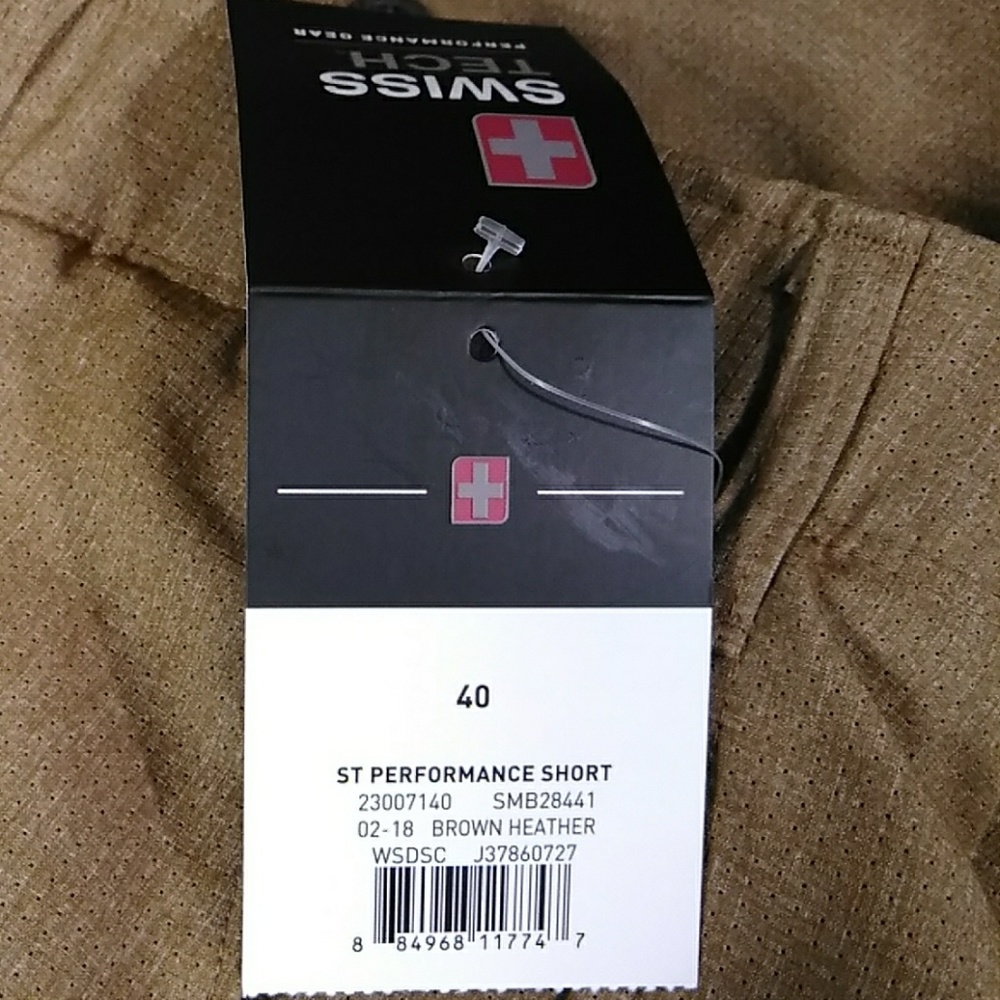 PERFORMANCE GEAR
TECH
SWISS
40
ST PERFORMANCE SHORT
23007140 SMB28441
02-18 BROWN HEATHER
WSDSC J37860727
8 84968 11774 7